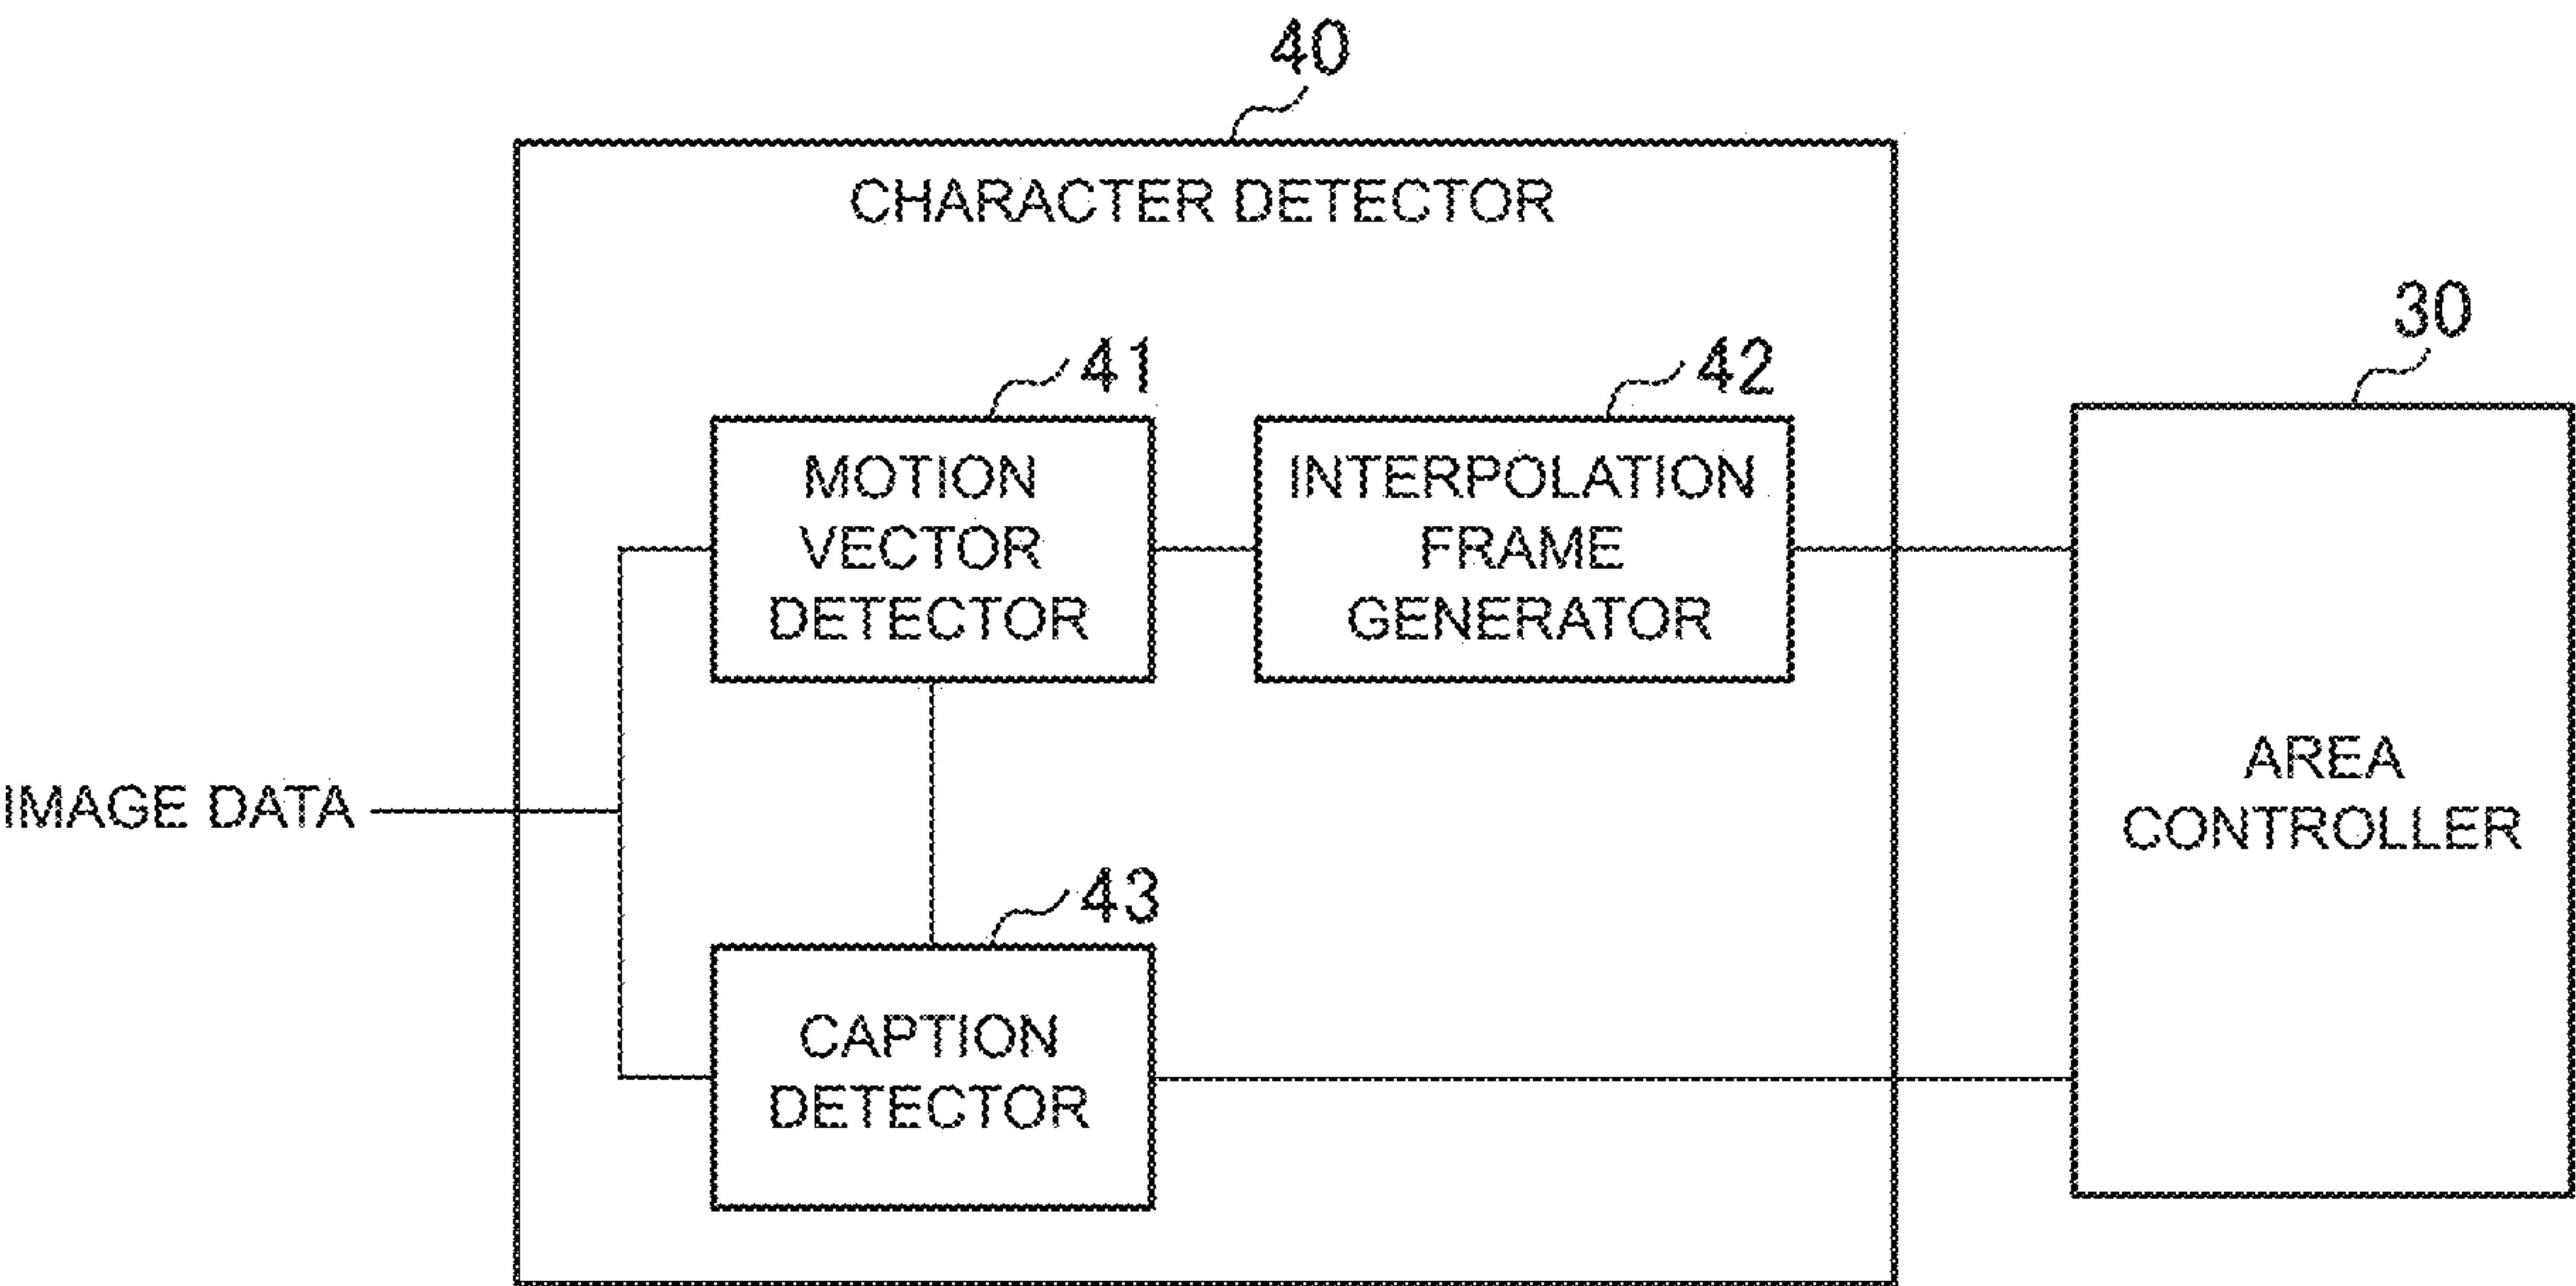 40
CHARACTER DETECTOR
30
41
42
MOTION
VECTOR
DETECTOR
INTERPOLATION
FRAME
GENERATOR
AREA
CONTROLLER
IMAGE DATA
43
CAPTION
DETECTOR